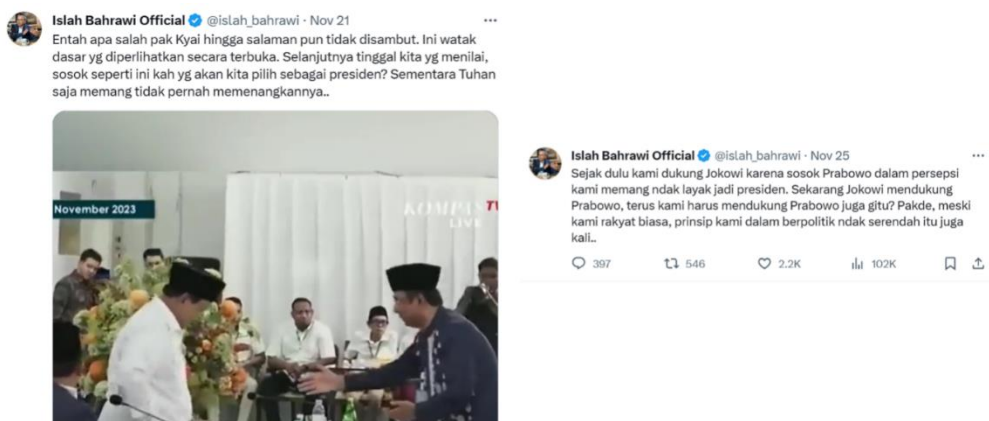 Islah Bahrawi Official @islah_bahrawi · Nov 21
Entah apa salah pak Kyai hingga salaman pun tidak disambut. Ini watak
dasar yg diperlihatkan secara terbuka. Selanjutnya tinggal kita yg menilai,
sosok seperti ini kah yg akan kita pilih sebagai presiden? Sementara Tuhan
saja memang tidak pernah memenangkannya..
November 2023
KOMPAS TV
LIVE
Islah Bahrawi Official @islah_bahrawi · Nov 25
Sejak dulu kami dukung Jokowi karena sosok Prabowo dalam persepsi
kami memang ndak layak jadi presiden. Sekarang Jokowi mendukung
Prabowo, terus kami harus mendukung Prabowo juga gitu? Pakde, meski
kami rakyat biasa, prinsip kami dalam berpolitik ndak serendah itu juga
kali..
397 546 2.2K 102K